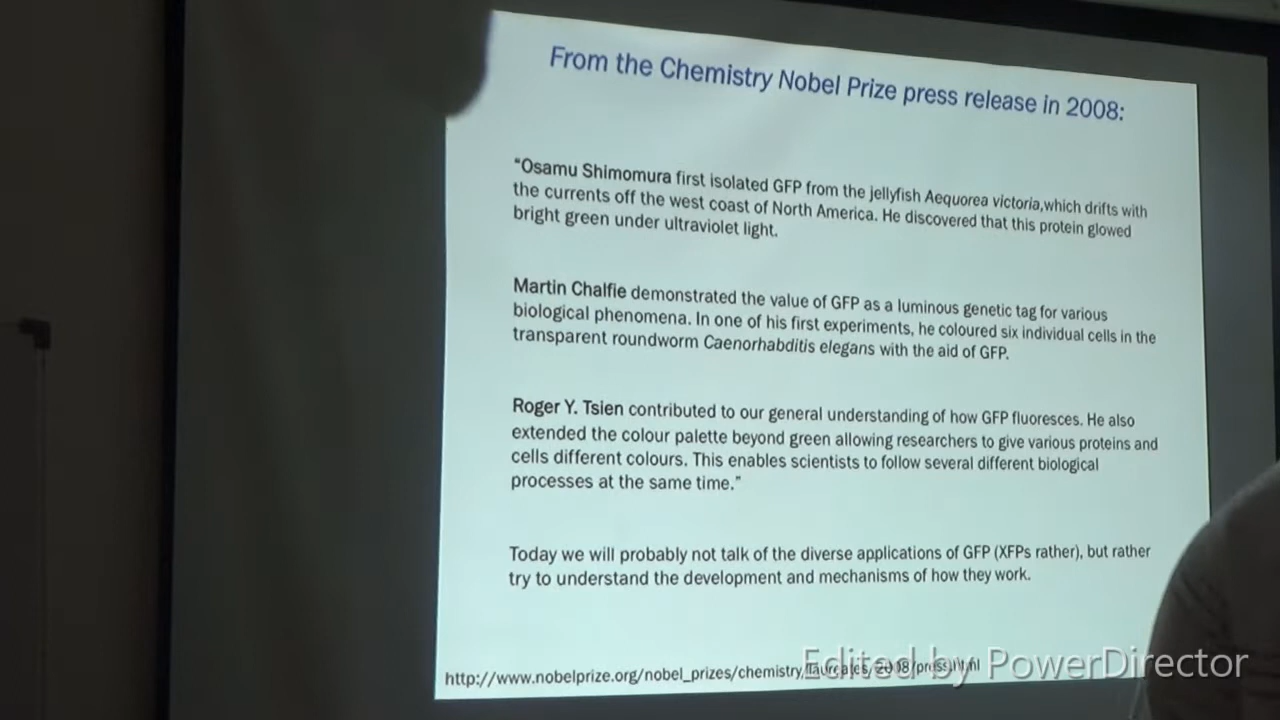 From the Chemistry Nobel Prize press release in 2008:
“Osamu Shimomura first isolated GFP from the jellyfish Aequorea victoria,which drifts with
the currents off the west coast of North America. He discovered that this protein glowed
bright green under ultraviolet light.
Martin Chalfie demonstrated the value of GFP as a luminous genetic tag for various
biological phenomena. In one of his first experiments, he coloured six individual cells in the
transparent roundworm Caenorhabditis elegans with the aid of GFP.
Roger Y. Tsien contributed to our general understanding of how GFP fluoresces. He also
extended the colour palette beyond green allowing researchers to give various proteins and
cells different colours. This enables scientists to follow several different biological
processes at the same time.”
Today we will probably not talk of the diverse applications of GFP (XFPs rather), but rather
try to understand the development and mechanisms of how they work.
http://www.nobelprize.org/nobel_prizes/chemistry/laureates/2008/press.html
Edited by PowerDirector